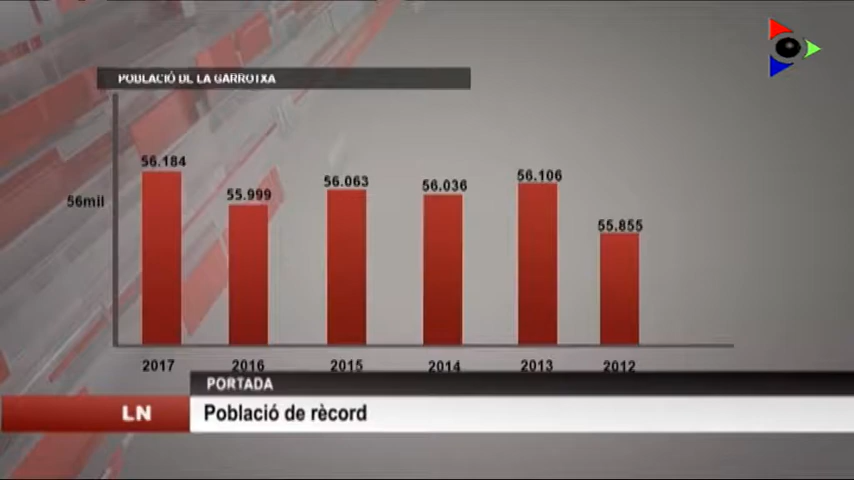 POBLACIÓ DE LA GARROTXA
56.184
55.999
56.063
56.036
56.106
55.855
56mil
2017 2016 2015 2014 2013 2012
PORTADA
LN
Població de rècord